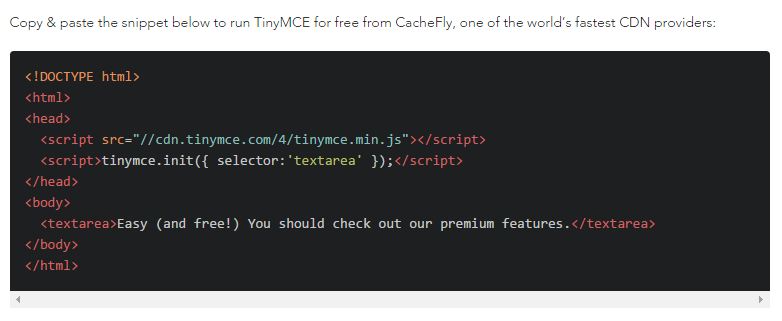 Copy & paste the snippet below to run TinyMCE for free from CacheFly, one of the world’s fastest CDN providers:
<!DOCTYPE html>
<html>
<head>
  <script src="//cdn.tinymce.com/4/tinymce.min.js"></script>
  <script>tinymce.init({ selector:'textarea' });</script>
</head>
<body>
  <textarea>Easy (and free!) You should check out our premium features.</textarea>
</body>
</html>